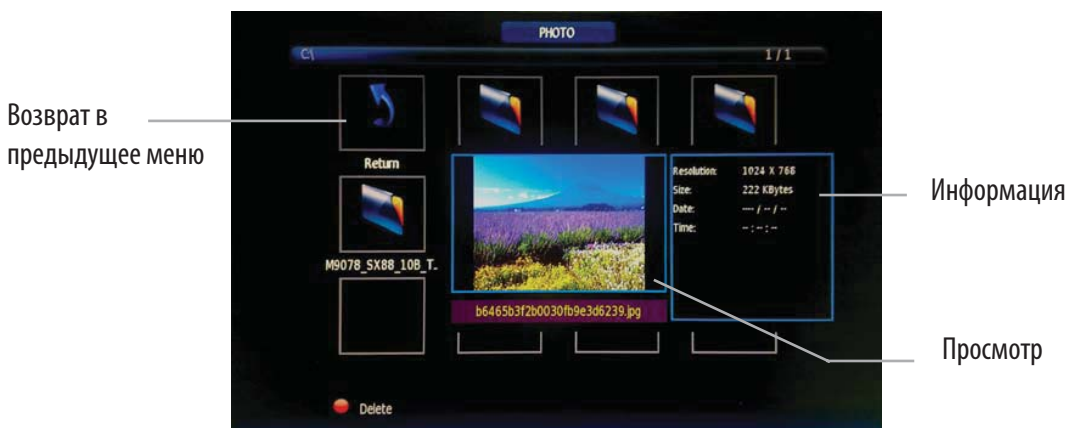 PHOTO
C:\
1 / 1
Возврат в
предыдущее меню
Return
Resolution: 1024 X 768
Size: 222 KBytes
Date: ---- / -- / --
Time: -- : -- : --
Информация
M9078_SX88_10B_T..
b6465b3f2b0030fb9e3d6239.jpg
Просмотр
Delete